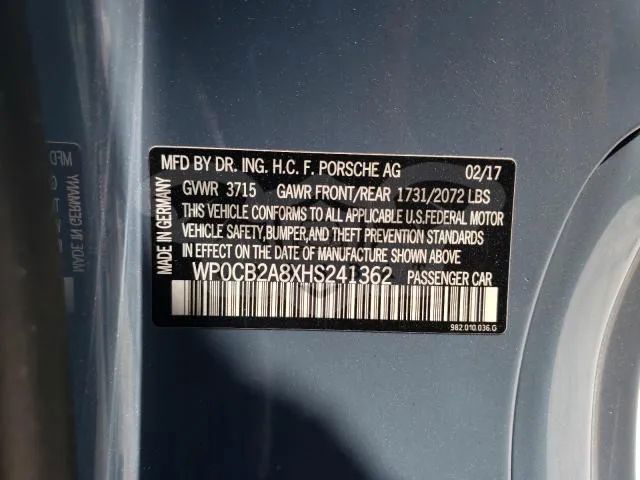 MFD BY DR. ING. H.C. F. PORSCHE AG 02/17
GVWR 3715 GAWR FRONT/REAR 1731/2072 LBS
THIS VEHICLE CONFORMS TO ALL APPLICABLE U.S.FEDERAL MOTOR
VEHICLE SAFETY,BUMPER,AND THEFT PREVENTION STANDARDS
IN EFFECT ON THE DATE OF MANUFACTURE SHOWN ABOVE.
WP0CB2A8XHS241362 PASSENGER CAR
MADE IN GERMANY
982.010.036.G